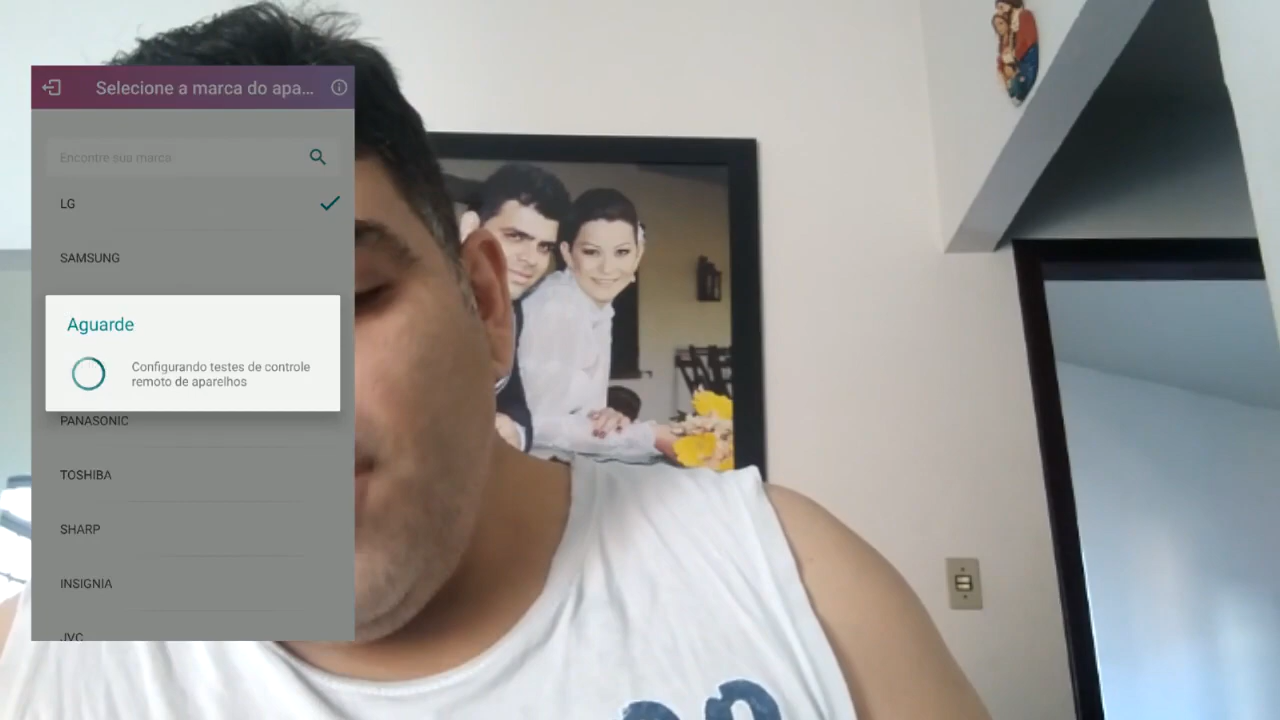 Selecione a marca do apa...
Encontre sua marca
LG
SAMSUNG
Aguarde
Configurando testes de controle
remoto de aparelhos
PANASONIC
TOSHIBA
SHARP
INSIGNIA
JVC